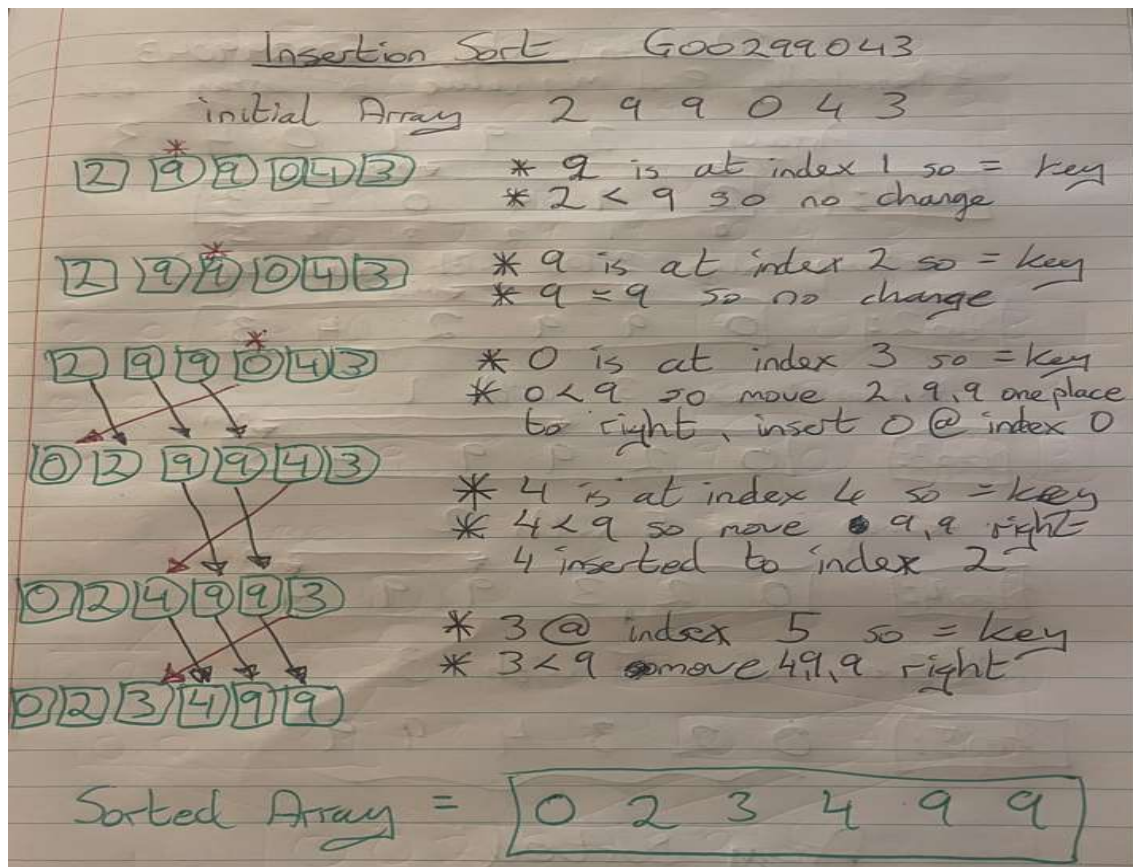 Insertion Sort G00299043
initial Array 2 9 9 0 4 3
*
2 9 9 0 4 3 * 9 is at index 1 so = key
* 2 < 9 so no change
*
2 9 9 0 4 3 * 9 is at index 2 so = key
* 9 = 9 so no change
*
2 9 9 0 4 3 * 0 is at index 3 so = key
* 0 < 9 so move 2, 9, 9 one place
to right, insert 0 @ index 0
0 2 9 9 4 3
* 4 is at index 4 so = key
* 4 < 9 so move 9, 9 right
4 inserted to index 2
0 2 4 9 9 3
* 3 @ index 5 so = key
* 3 < 9 move 4,9,9 right
0 2 3 4 9 9
Sorted Array = 0 2 3 4 9 9